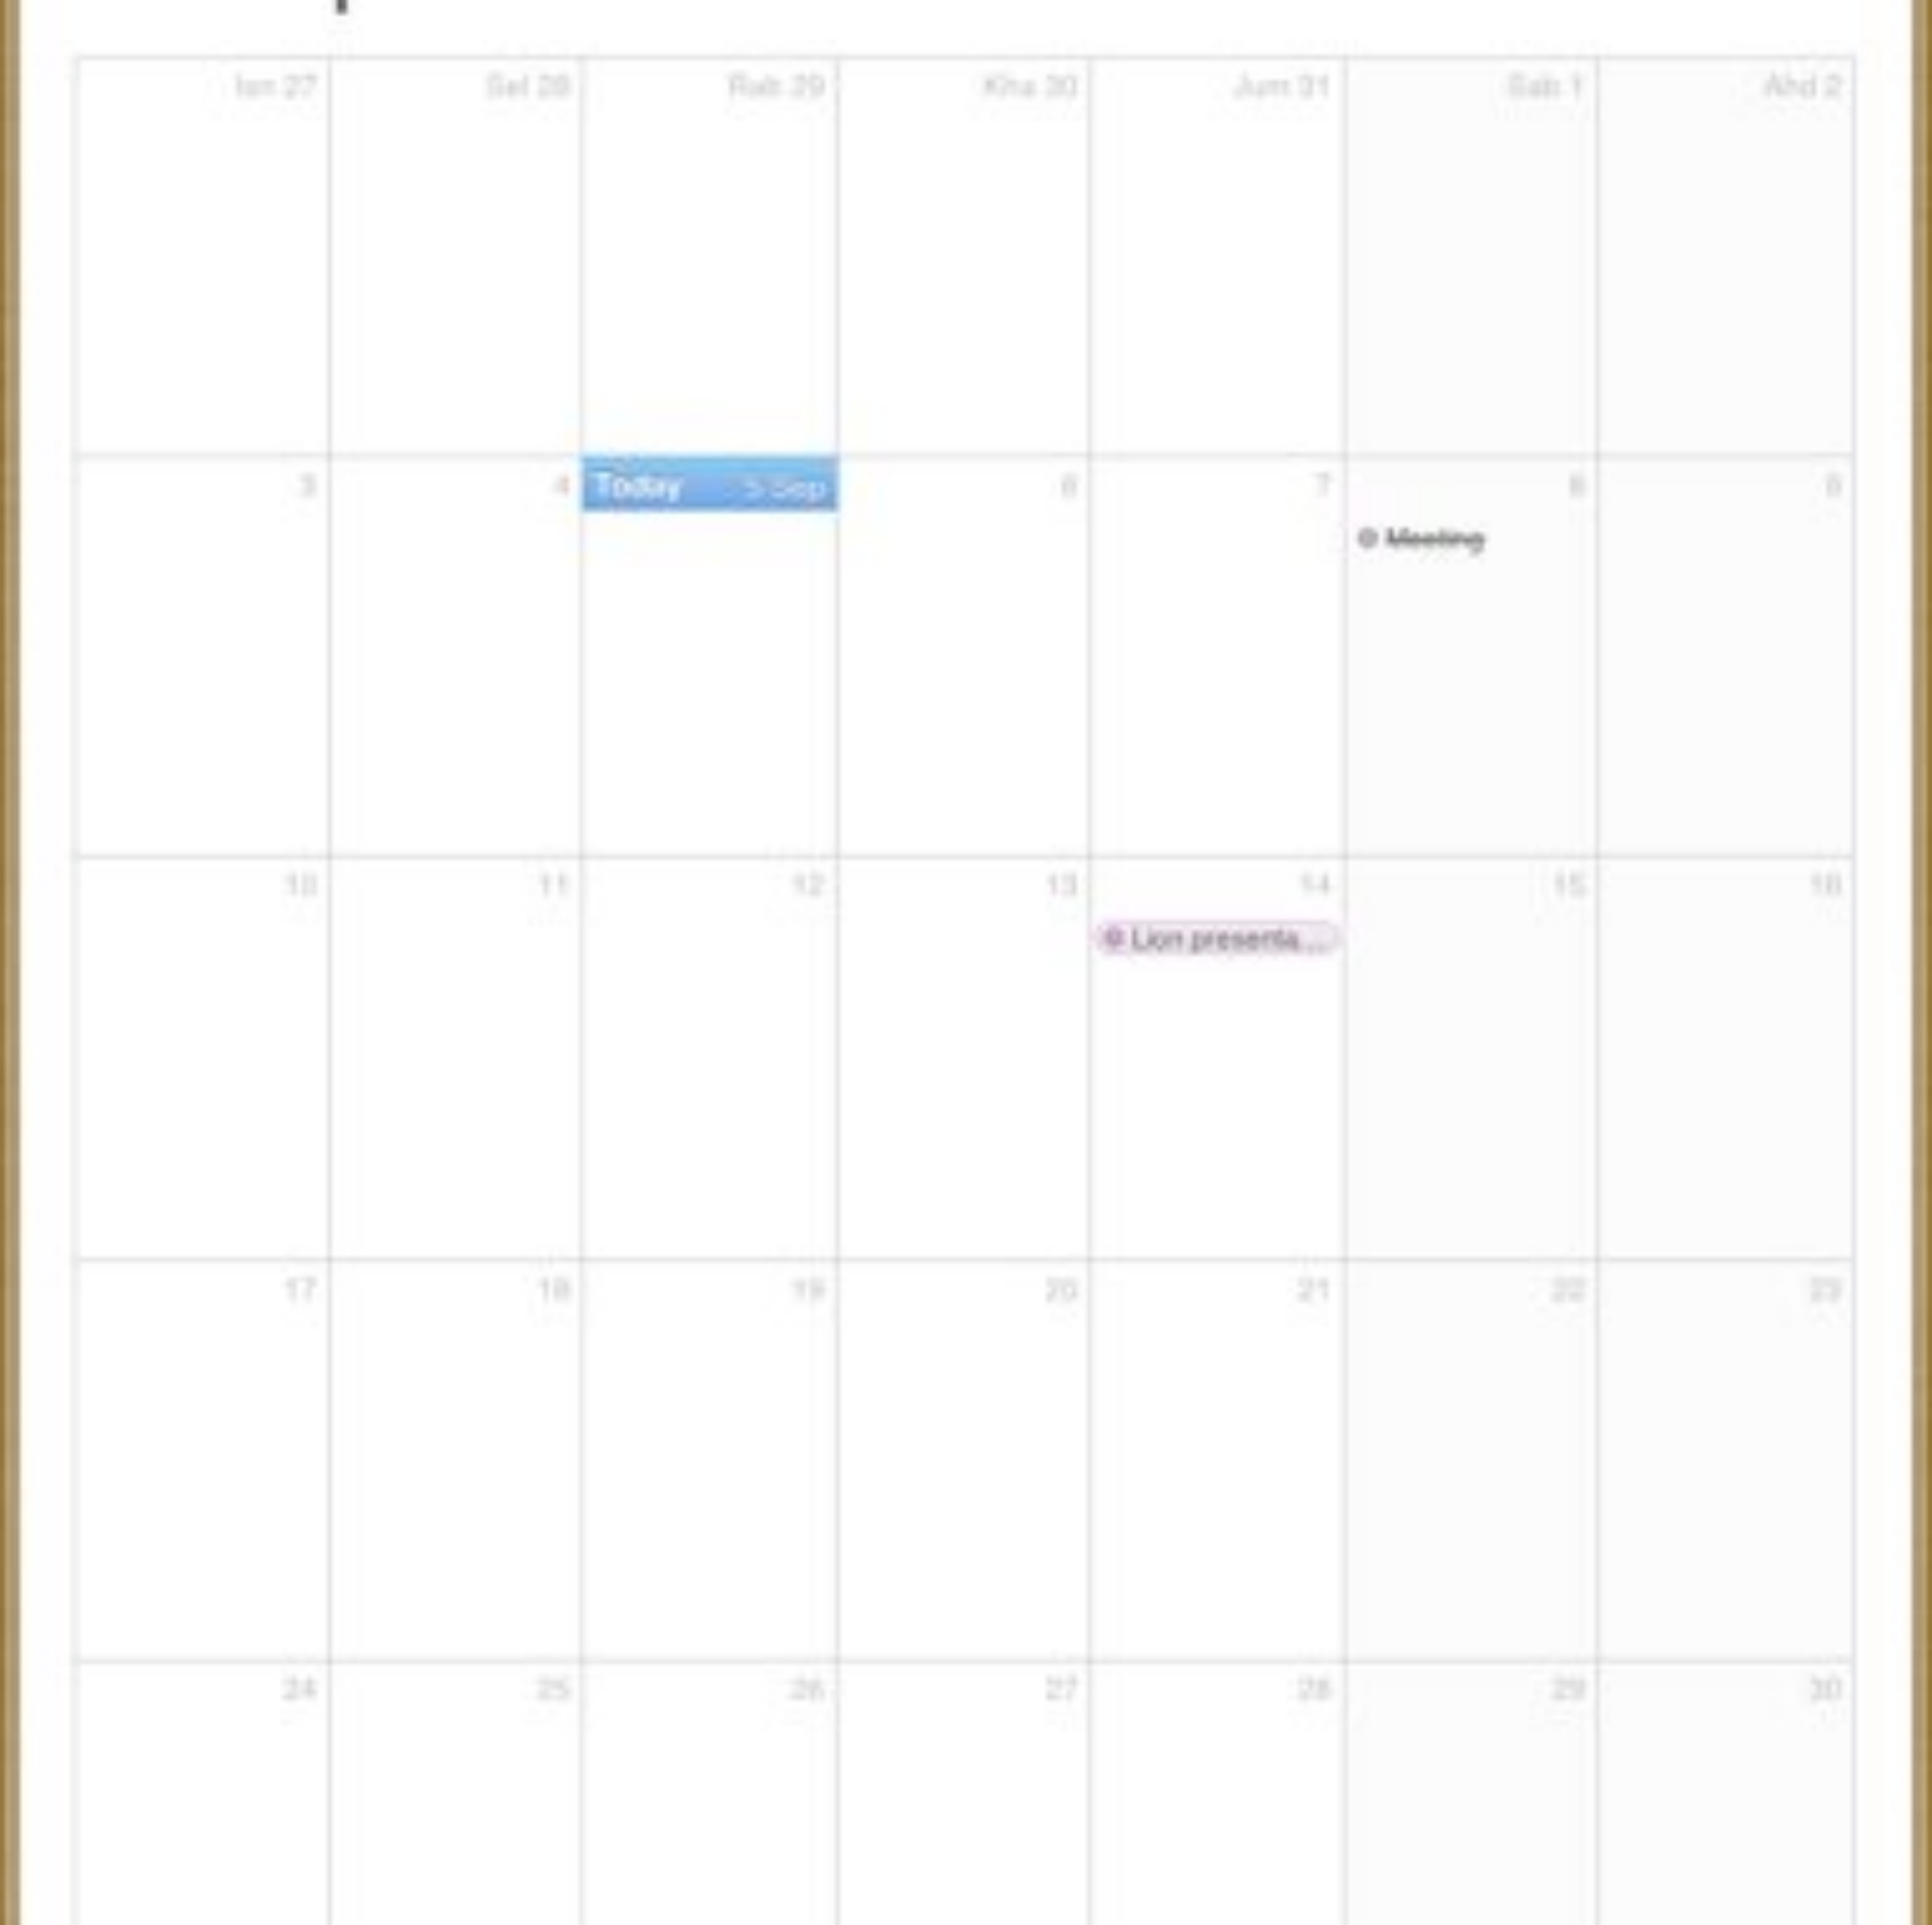 Isn 27 Sel 28 Rab 29 Kha 30 Jum 31 Sab 1 Ahd 2
3 4 Today 5 Sep 6 7 8 9
Meeting
10 11 12 13 14 15 16
Lion presenta...
17 18 19 20 21 22 23
24 25 26 27 28 29 30